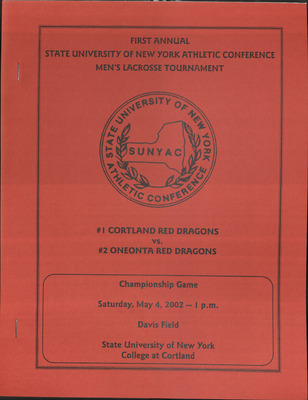 FIRST ANNUAL
STATE UNIVERSITY OF NEW YORK ATHLETIC CONFERENCE
MEN'S LACROSSE TOURNAMENT
STATE UNIVERSITY OF NEW YORK
SUNYAC
ATHLETIC CONFERENCE
#1 CORTLAND RED DRAGONS
vs.
#2 ONEONTA RED DRAGONS
Championship Game
Saturday, May 4, 2002 — 1 p.m.
Davis Field
State University of New York
College at Cortland